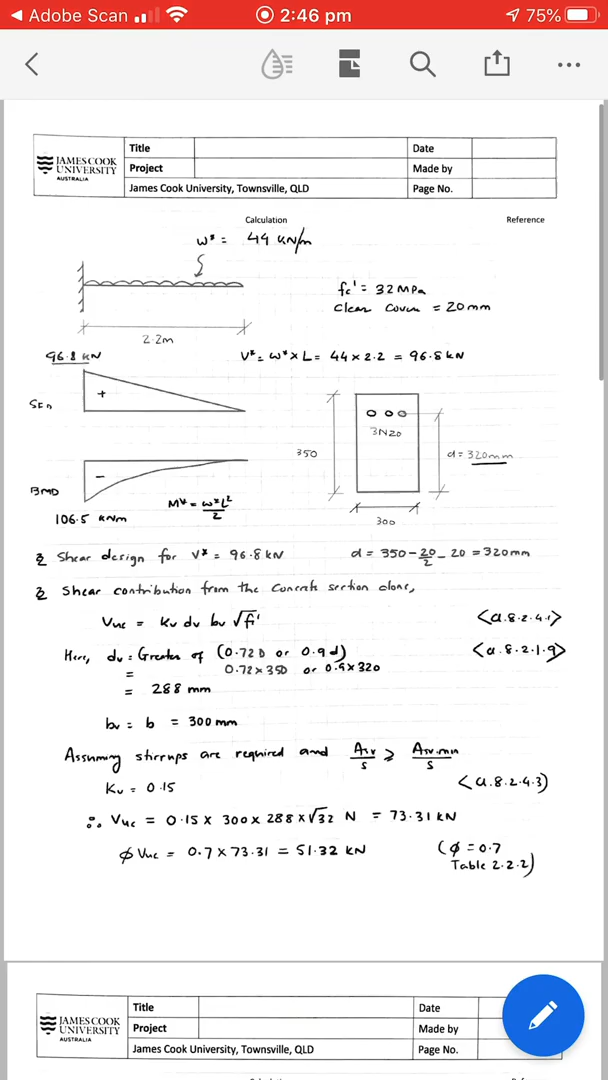 Adobe Scan 2:46 pm 75%
JAMES COOK
UNIVERSITY
AUSTRALIA
Title Date
Project Made by
James Cook University, Townsville, QLD Page No.
Calculation Reference
w* = 44 kN/m
fc' = 32 MPa
Clear Cover = 20mm
2.2m
96.8 kN
V* = w* x L = 44 x 2.2 = 96.8 kN
+
SFD
3N20
350
d = 320mm
-
BMD
106.5 kNm
M* = w*L²/2
300
Shear design for V* = 96.8 kN d = 350 - 20/2 - 20 = 320mm
Shear contribution from the Concrete section alone,
Vuc = Kv dv bv √fc' <Cl.8.2.4.1>
Here, dv = Greater of (0.72D or 0.9d) <Cl.8.2.1.9>
= 0.72 x 350 or 0.9 x 320
= 288 mm
bv = b = 300 mm
Assuming stirrups are required and Asv/s ≥ Asv.min/s
Kv = 0.15 <Cl.8.2.4.3>
∴ Vuc = 0.15 x 300 x 288 x √32 N = 73.31 kN
φ Vuc = 0.7 x 73.31 = 51.32 kN (φ = 0.7
Table 2.2.2)
JAMES COOK
UNIVERSITY
AUSTRALIA
Title Date
Project Made by
James Cook University, Townsville, QLD Page No.